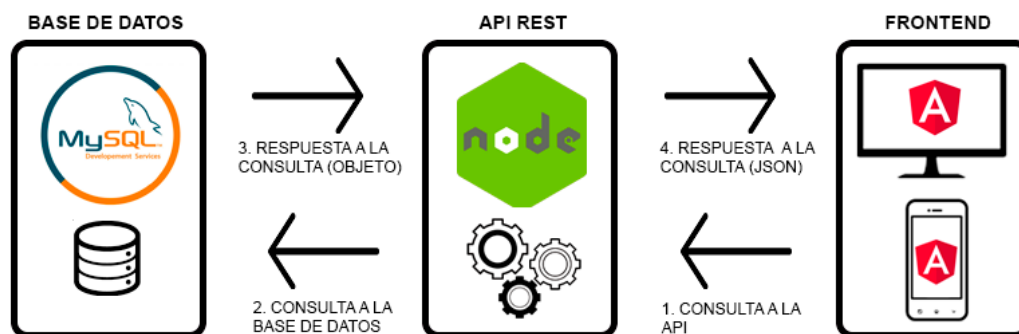 BASE DE DATOS
API REST
FRONTEND
MySQL
Developement Services
3. RESPUESTA A LA
CONSULTA (OBJETO)
node
4. RESPUESTA A LA
CONSULTA (JSON)
A
A
2. CONSULTA A LA
BASE DE DATOS
1. CONSULTA A LA
API